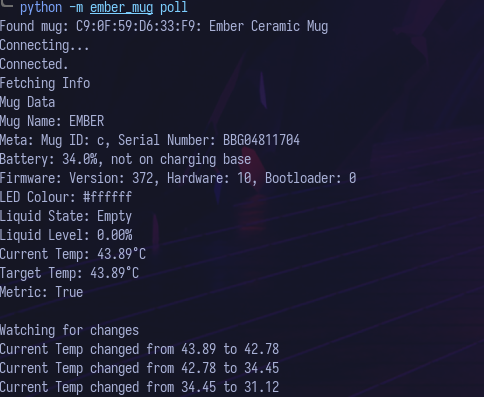 python -m ember_mug poll
Found mug: C9:0F:59:D6:33:F9: Ember Ceramic Mug
Connecting...
Connected.
Fetching Info
Mug Data
Mug Name: EMBER
Meta: Mug ID: c, Serial Number: BBG04811704
Battery: 34.0%, not on charging base
Firmware: Version: 372, Hardware: 10, Bootloader: 0
LED Colour: #ffffff
Liquid State: Empty
Liquid Level: 0.00%
Current Temp: 43.89°C
Target Temp: 43.89°C
Metric: True
Watching for changes
Current Temp changed from 43.89 to 42.78
Current Temp changed from 42.78 to 34.45
Current Temp changed from 34.45 to 31.12